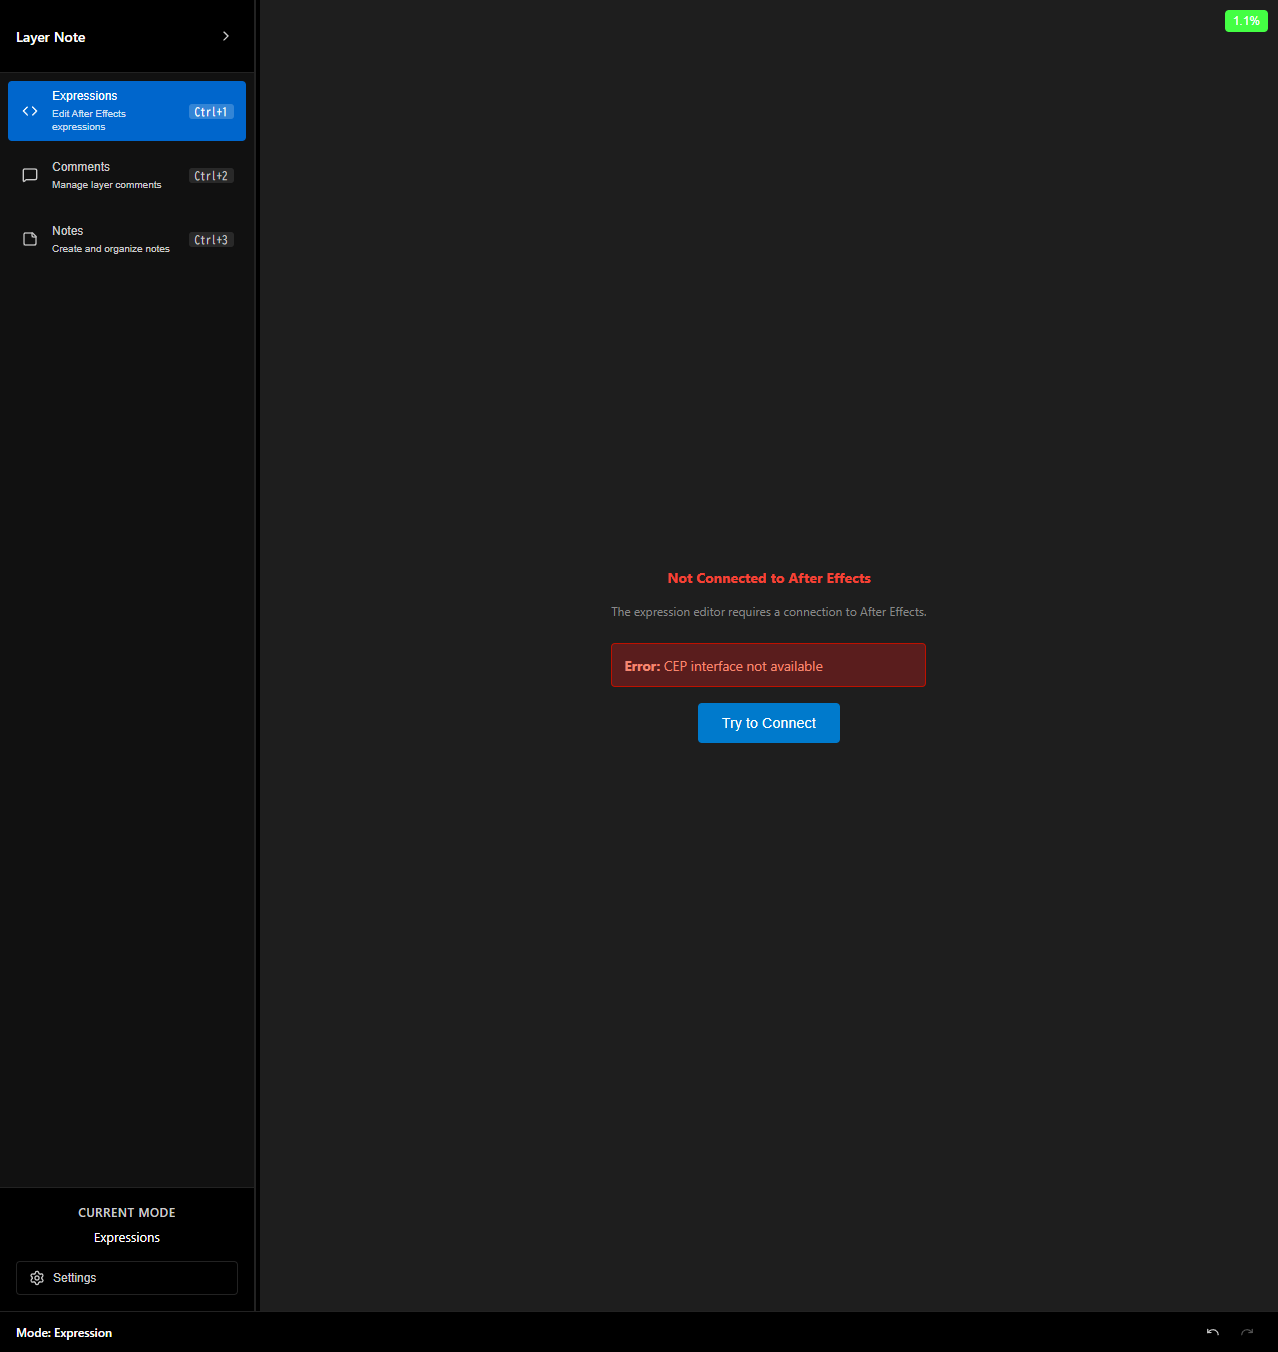 Layer Note
1.1%
Expressions
Edit After Effects
expressions
Ctrl+1
Comments
Manage layer comments
Ctrl+2
Notes
Create and organize notes
Ctrl+3
Not Connected to After Effects
The expression editor requires a connection to After Effects.
Error: CEP interface not available
Try to Connect
CURRENT MODE
Expressions
Settings
Mode: Expression